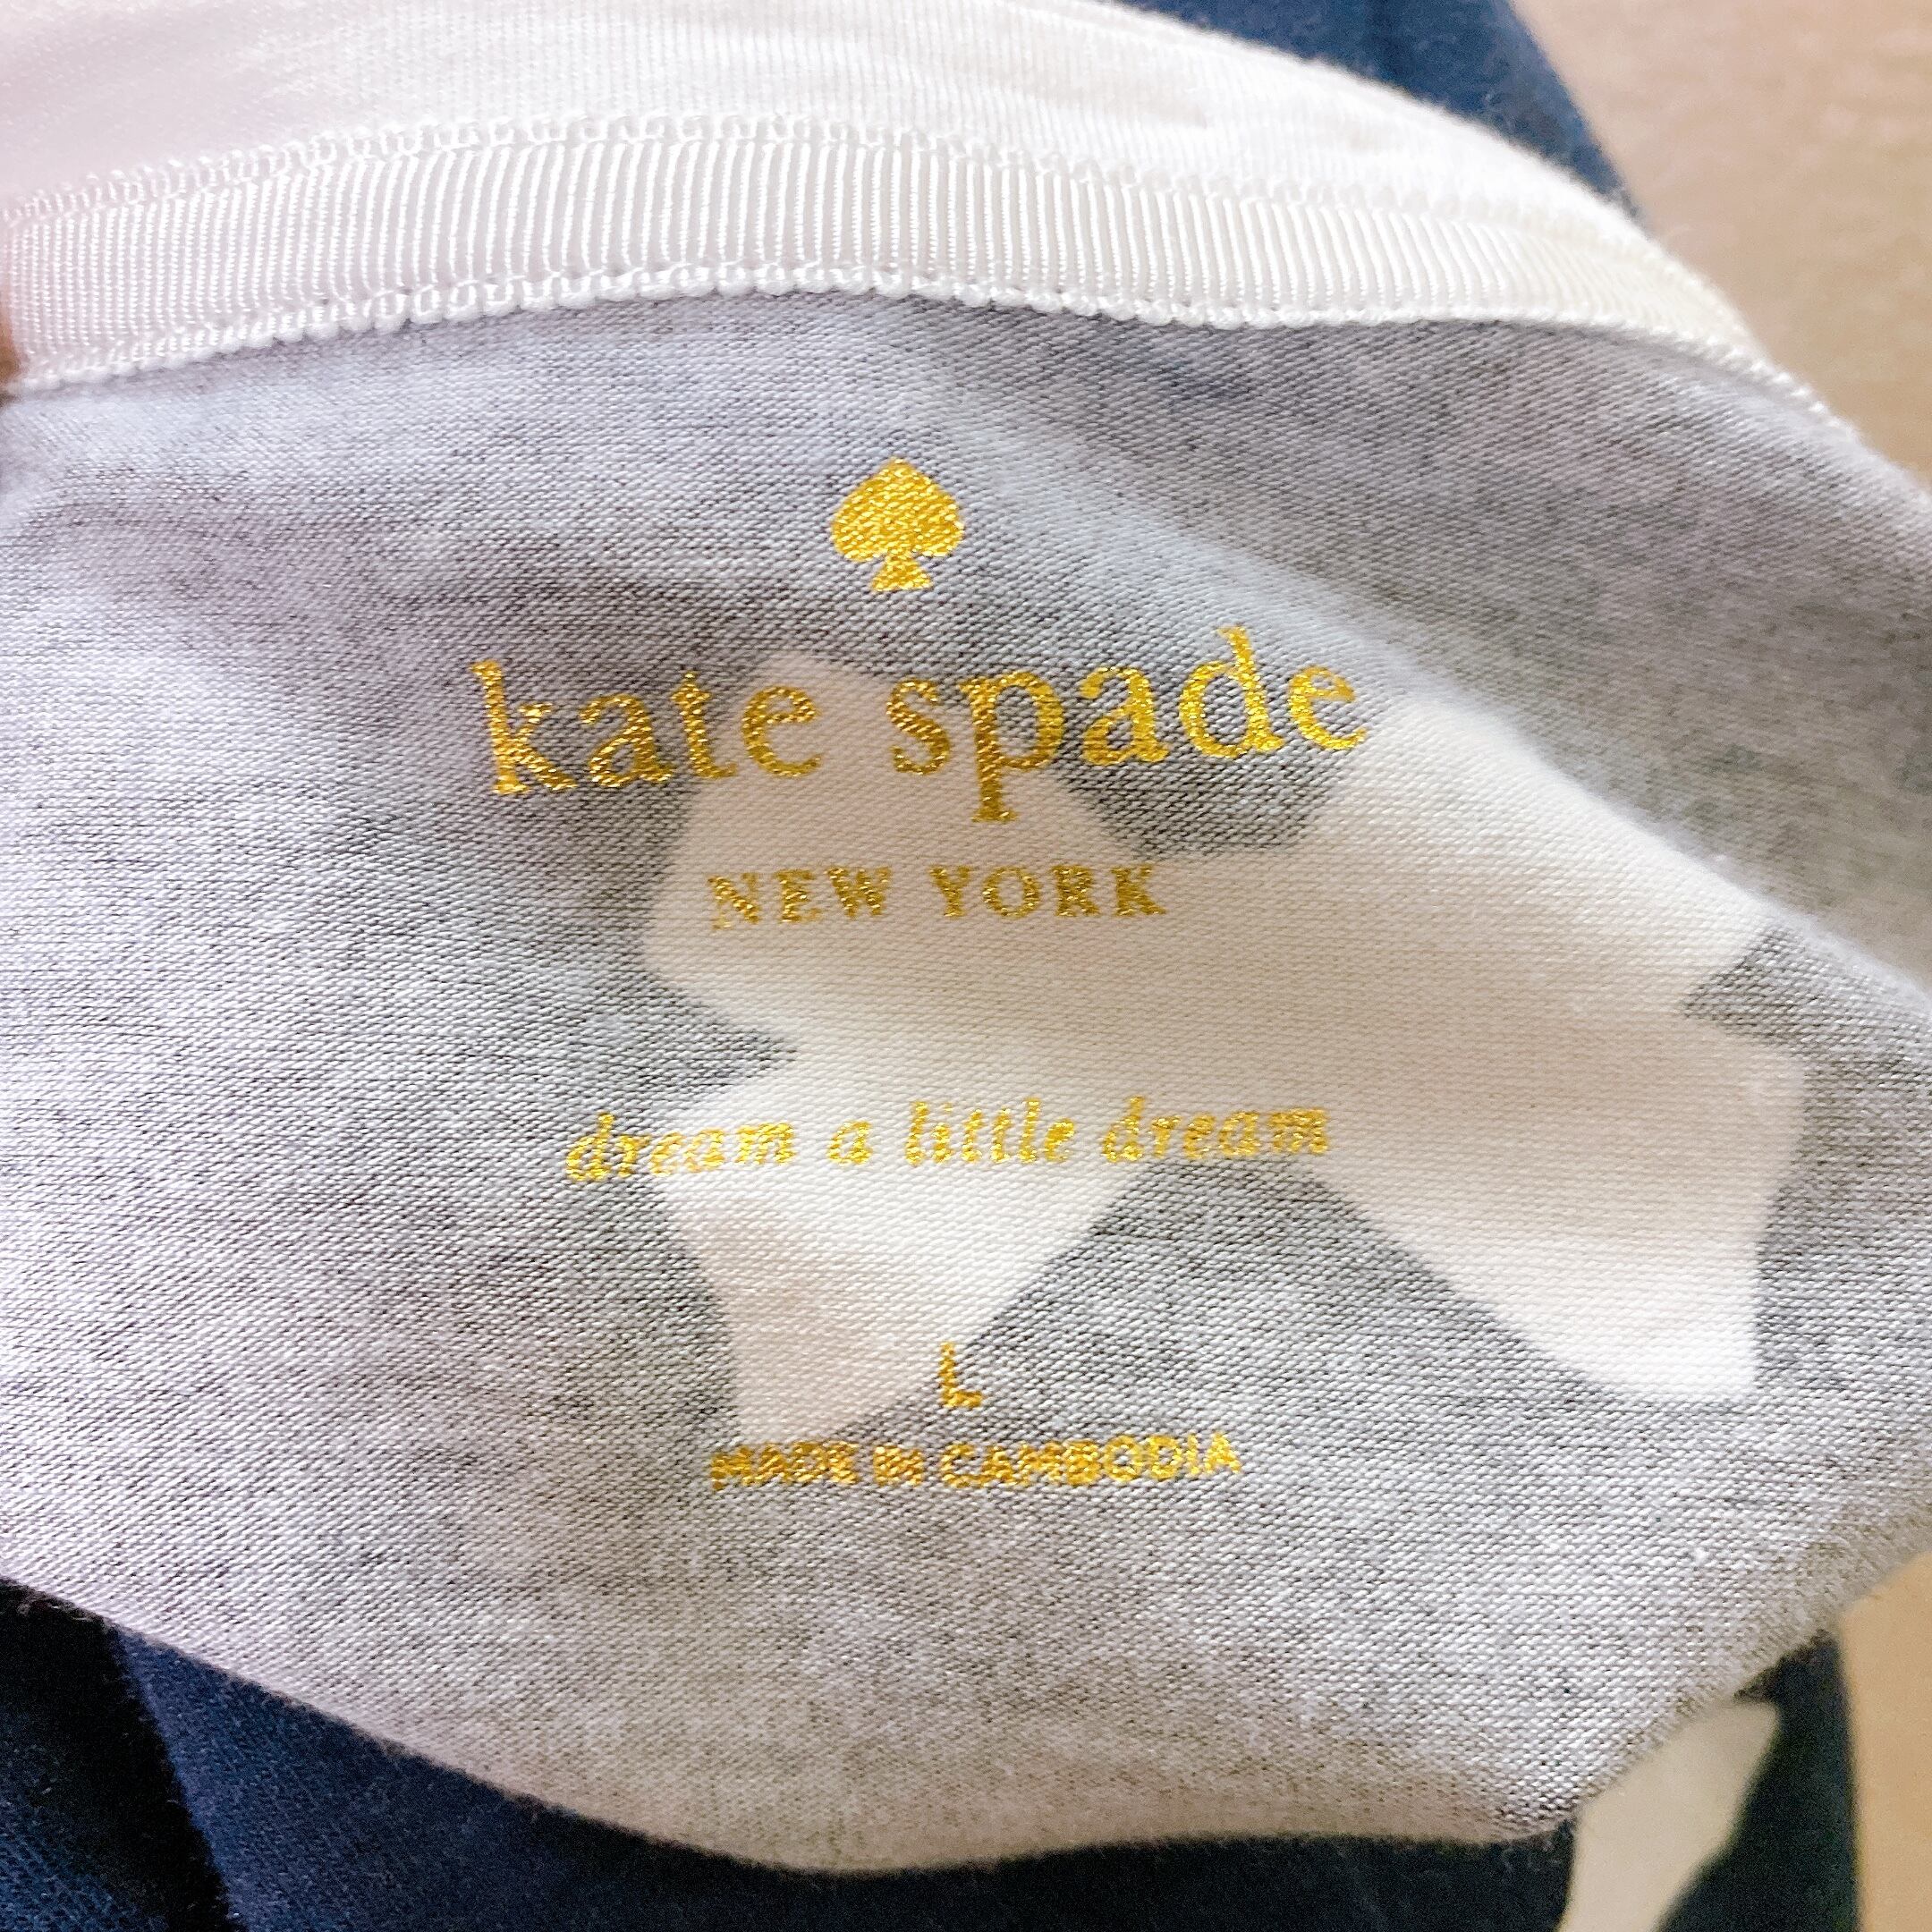 kate spade
NEW YORK
dream a little dream
L
MADE IN CAMBODIA